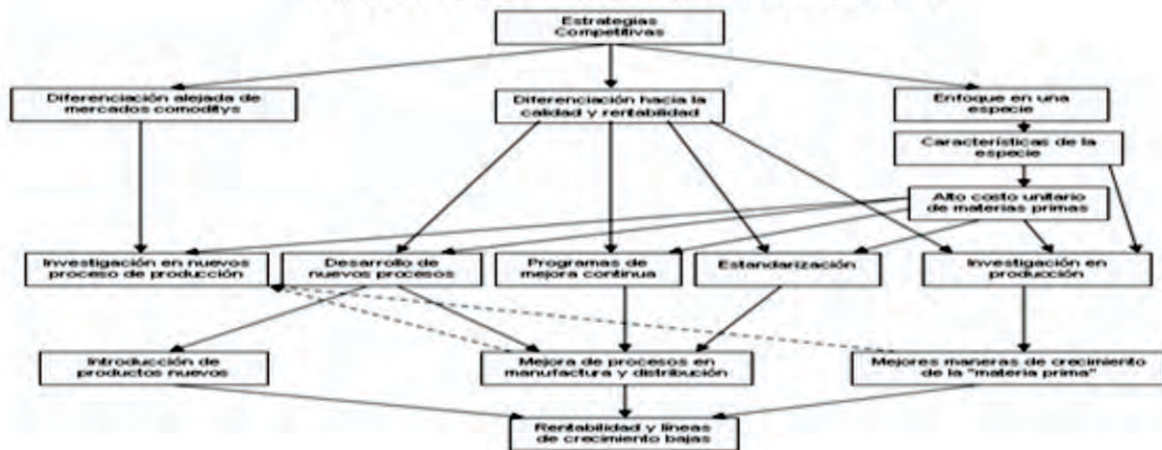 Estrategias
Competitivas
Diferenciación alejada de
mercados comoditys
Diferenciación hacia la
calidad y rentabilidad
Enfoque en una
especie
Características de la
especie
Alto costo unitario
de materias primas
Investigación en nuevos
proceso de producción
Desarrollo de
nuevos procesos
Programas de
mejora continua
Estandarización
Investigación en
producción
Introducción de
productos nuevos
Mejora de procesos en
manufactura y distribución
Mejores maneras de crecimiento
de la "materia prima"
Rentabilidad y líneas
de crecimiento bajas